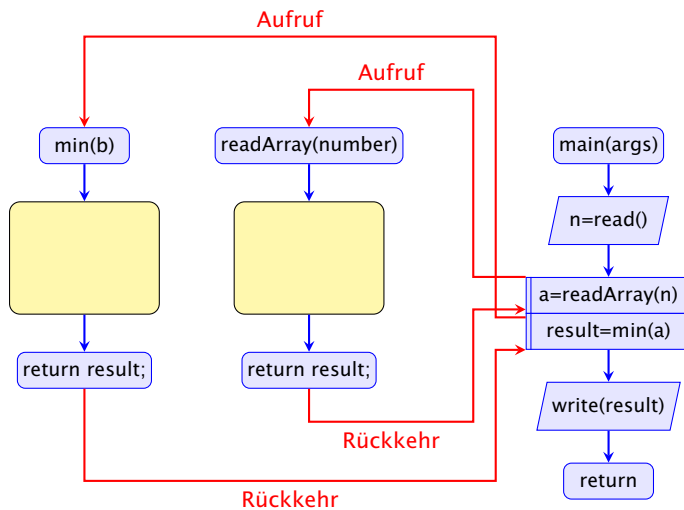 Aufruf
Aufruf
min(b)
readArray(number)
main(args)
n=read()
a=readArray(n)
result=min(a)
return result;
return result;
write(result)
Rückkehr
return
Rückkehr